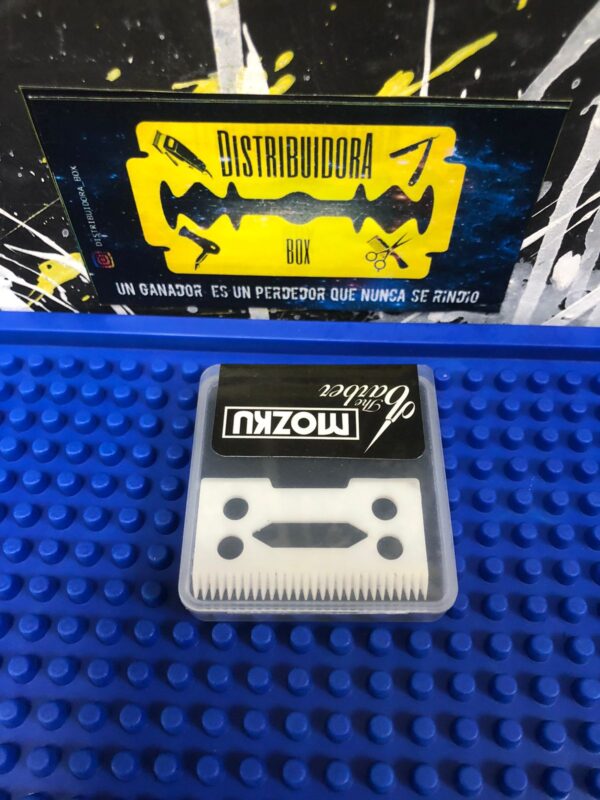 DISTRIBUIDORA
BOX
DISTRIBUIDORA_BOX
UN GANADOR ES UN PERDEDOR QUE NUNCA SE RINDIO
The
Barber
MOZKU